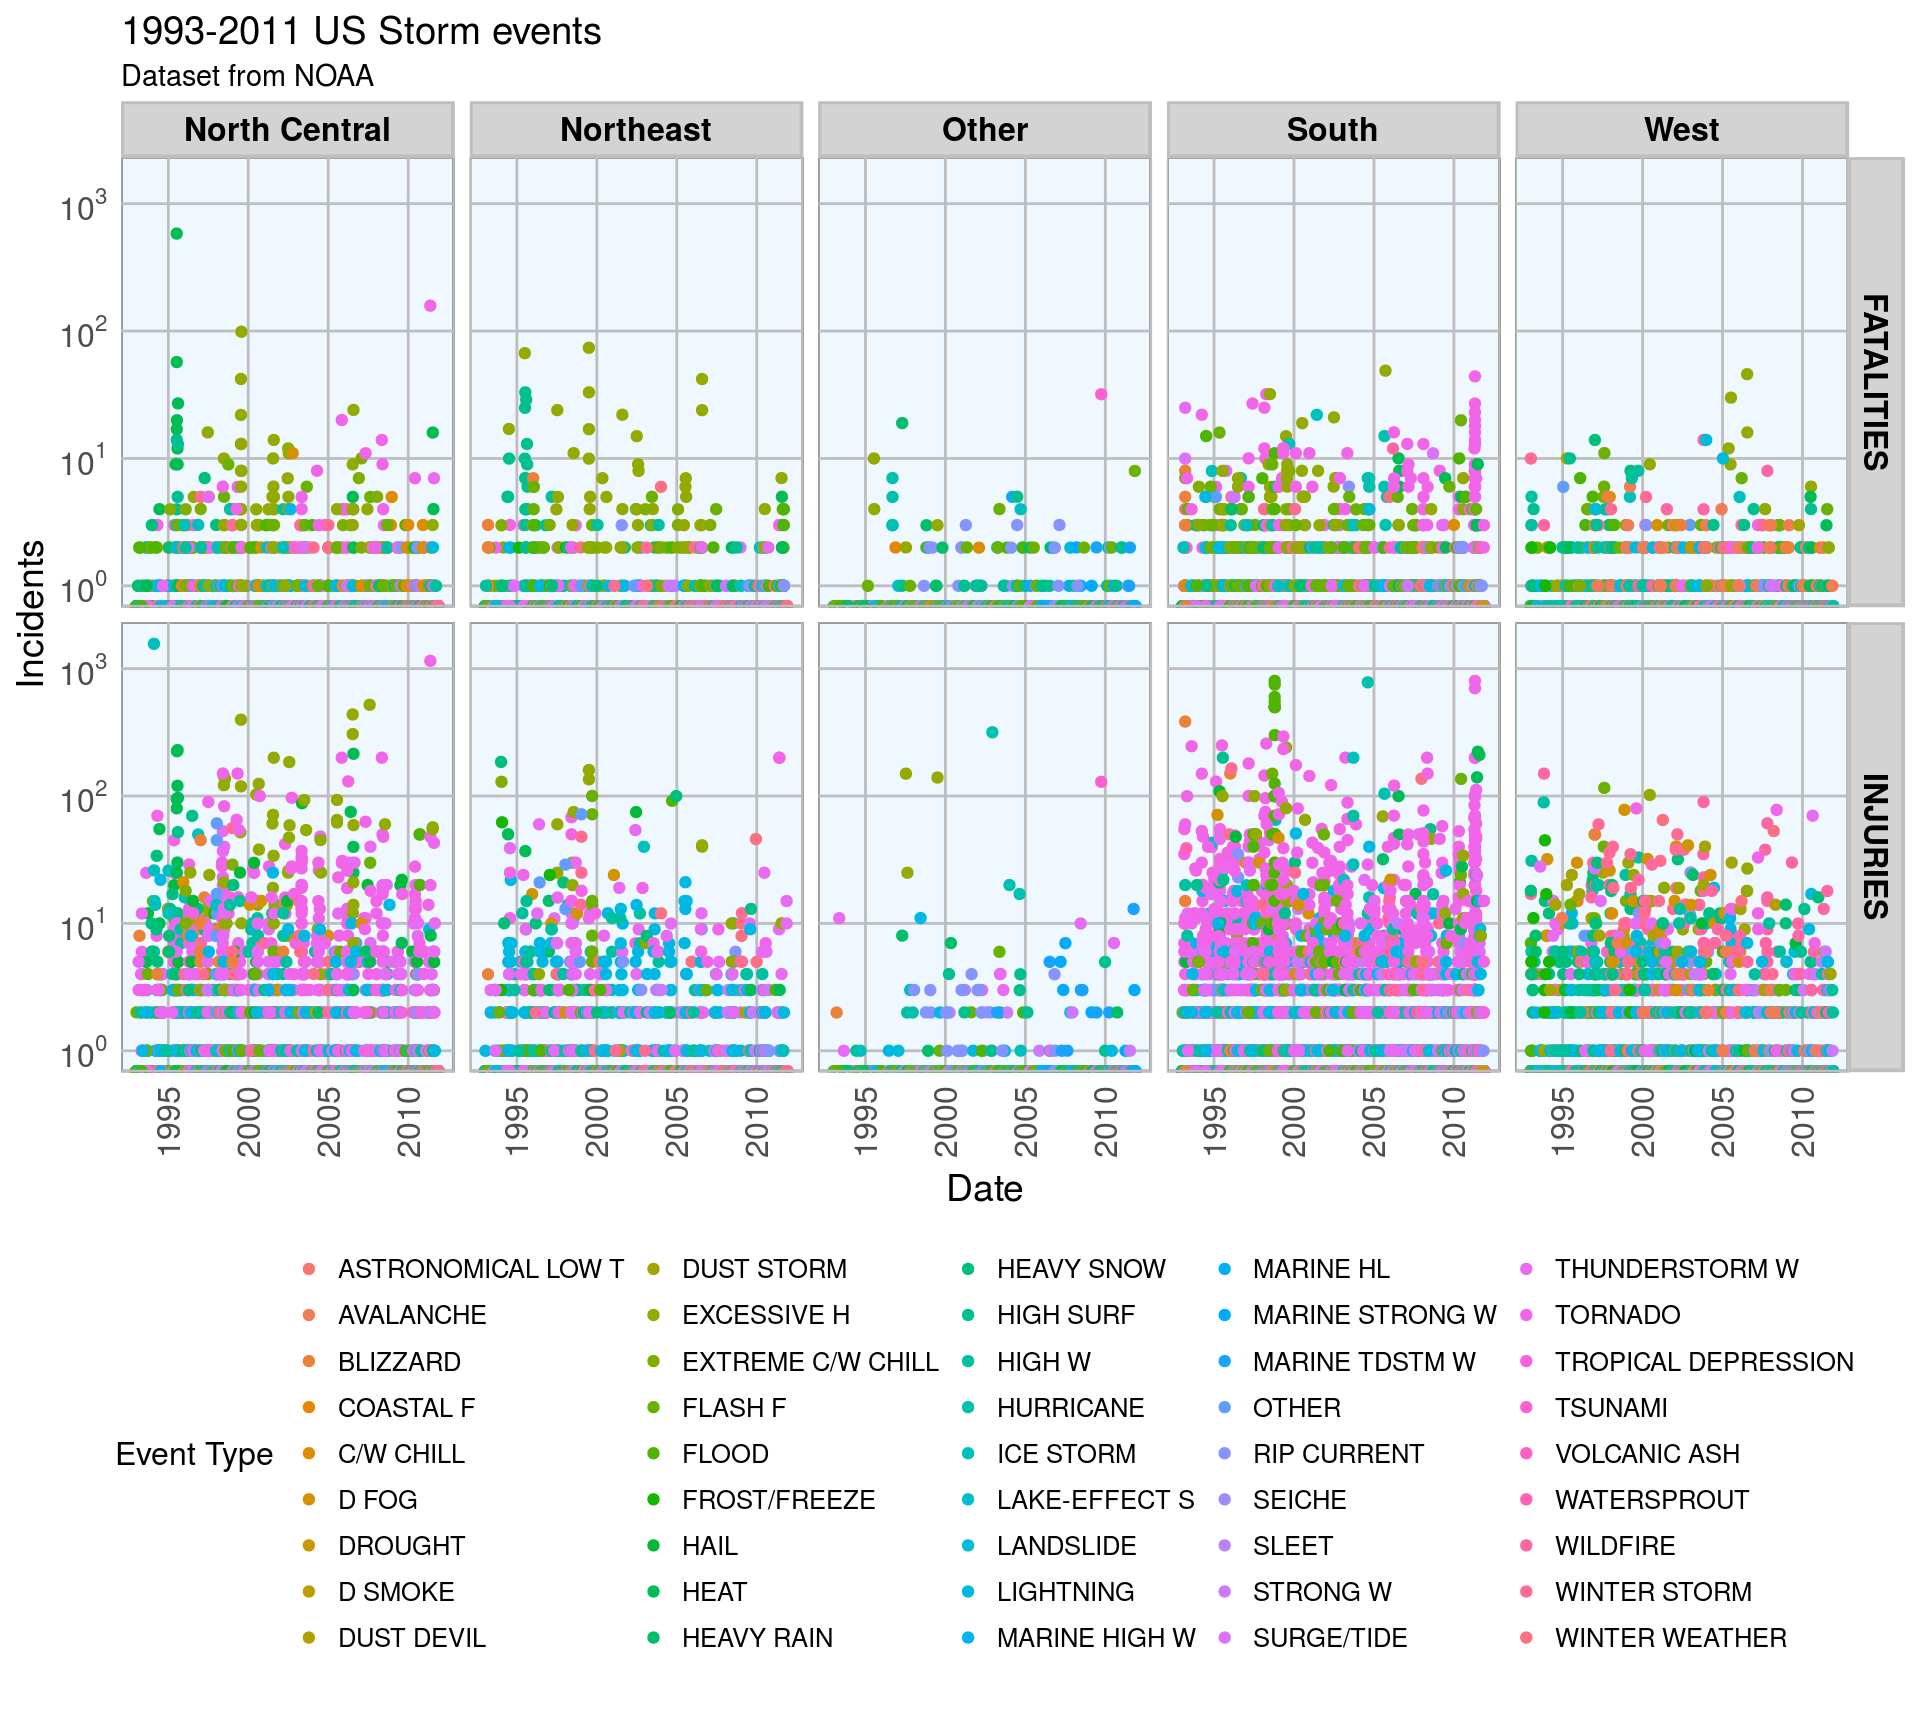 1993-2011 US Storm events
Dataset from NOAA
North Central Northeast Other South West
10³
10²
10¹
10⁰
FATALITIES
10³
10²
10¹
10⁰
INJURIES
Incidents
1995 2000 2005 2010 1995 2000 2005 2010 1995 2000 2005 2010 1995 2000 2005 2010 1995 2000 2005 2010
Date
Event Type
ASTRONOMICAL LOW T
AVALANCHE
BLIZZARD
COASTAL F
C/W CHILL
D FOG
DROUGHT
D SMOKE
DUST DEVIL
DUST STORM
EXCESSIVE H
EXTREME C/W CHILL
FLASH F
FLOOD
FROST/FREEZE
HAIL
HEAT
HEAVY RAIN
HEAVY SNOW
HIGH SURF
HIGH W
HURRICANE
ICE STORM
LAKE-EFFECT S
LANDSLIDE
LIGHTNING
MARINE HIGH W
MARINE HL
MARINE STRONG W
MARINE TDSTM W
OTHER
RIP CURRENT
SEICHE
SLEET
STRONG W
SURGE/TIDE
THUNDERSTORM W
TORNADO
TROPICAL DEPRESSION
TSUNAMI
VOLCANIC ASH
WATERSPROUT
WILDFIRE
WINTER STORM
WINTER WEATHER